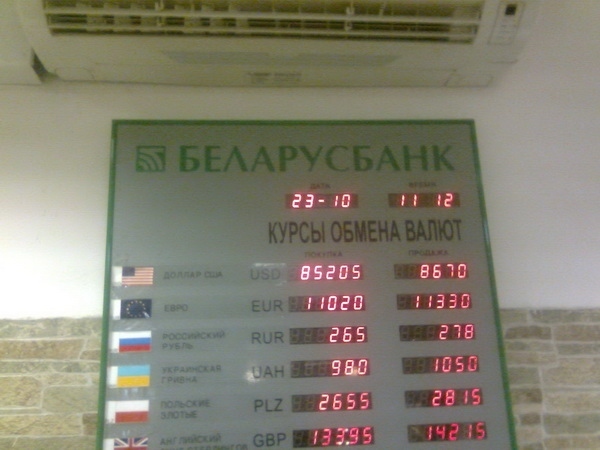 БЕЛАРУСБАНК
ДАТА ВРЕМЯ
23-10 11 12
КУРСЫ ОБМЕНА ВАЛЮТ
ПОКУПКА ПРОДАЖА
ДОЛЛАР США USD 85205 8670
ЕВРО EUR 11020 11330
РОССИЙСКИЙ РУБЛЬ RUR 265 278
УКРАИНСКАЯ ГРИВНА UAH 980 1050
ПОЛЬСКИЕ ЗЛОТЫЕ PLZ 2655 2815
АНГЛИЙСКИЙ GBP 13395 14215